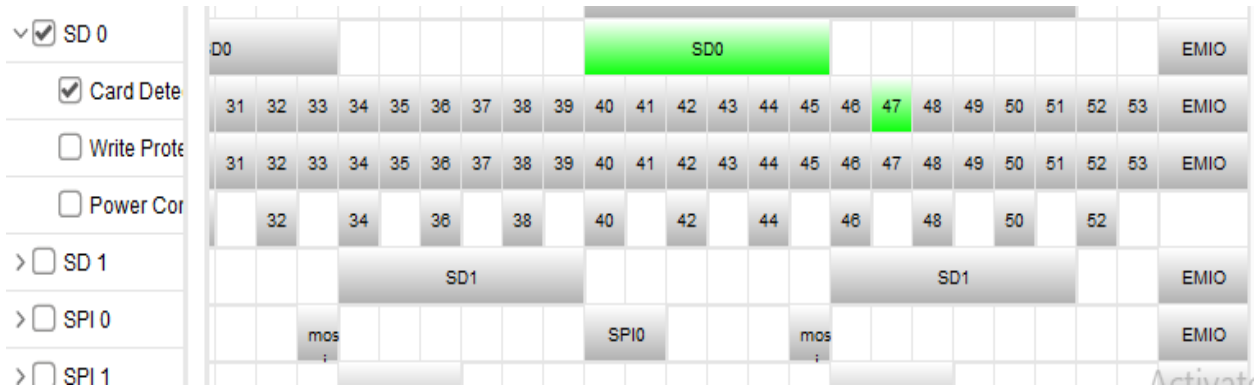 SD 0 SD0 EMIO
Card Dete 31 32 33 34 35 36 37 38 39 40 41 42 43 44 45 46 47 48 49 50 51 52 53 EMIO
Write Prote 31 32 33 34 35 36 37 38 39 40 41 42 43 44 45 46 47 48 49 50 51 52 53 EMIO
Power Cor 32 34 36 38 40 42 44 46 48 50 52
SD 1 SD1 SD1 EMIO
SPI 0 mos SPI0 mos EMIO
SPI 1